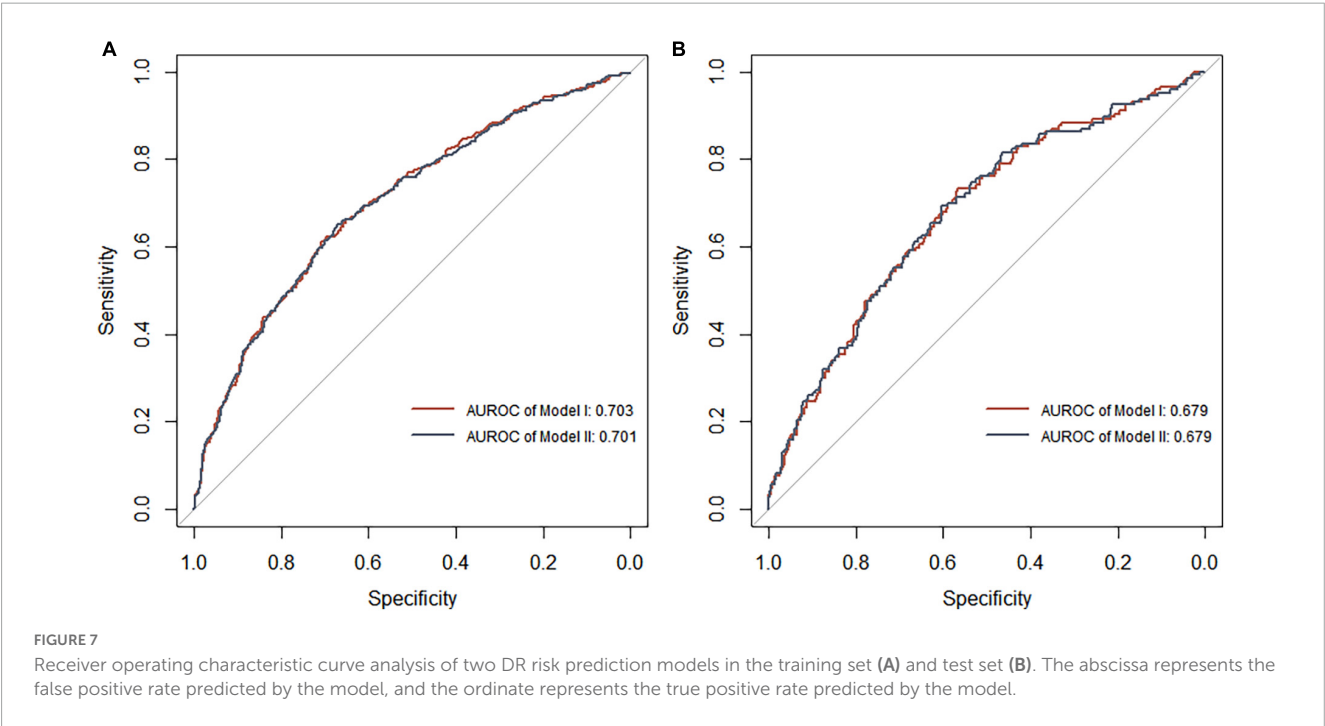 A
1.0
0.8
0.6
0.4
0.2
0.0
Sensitivity
AUROC of Model I: 0.703
AUROC of Model II: 0.701
1.0 0.8 0.6 0.4 0.2 0.0
Specificity
B
1.0
0.8
0.6
0.4
0.2
0.0
Sensitivity
AUROC of Model I: 0.679
AUROC of Model II: 0.679
1.0 0.8 0.6 0.4 0.2 0.0
Specificity
FIGURE 7
Receiver operating characteristic curve analysis of two DR risk prediction models in the training set (A) and test set (B). The abscissa represents the
false positive rate predicted by the model, and the ordinate represents the true positive rate predicted by the model.